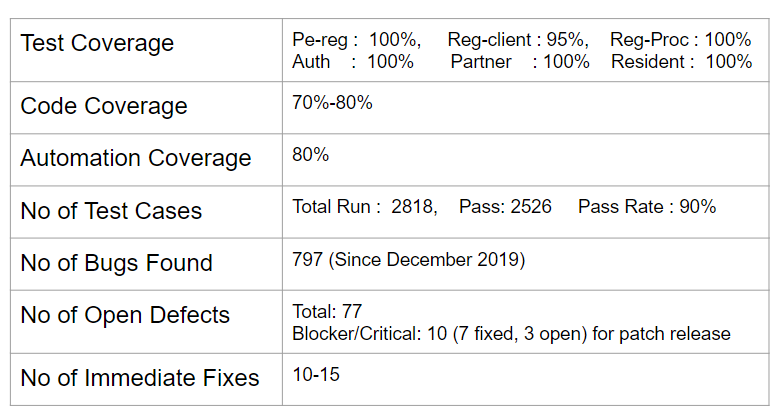 Test Coverage
Pe-reg : 100%, Reg-client : 95%, Reg-Proc : 100%
Auth : 100% Partner : 100% Resident : 100%
Code Coverage
70%-80%
Automation Coverage
80%
No of Test Cases
Total Run : 2818, Pass: 2526 Pass Rate : 90%
No of Bugs Found
797 (Since December 2019)
No of Open Defects
Total: 77
Blocker/Critical: 10 (7 fixed, 3 open) for patch release
No of Immediate Fixes
10-15